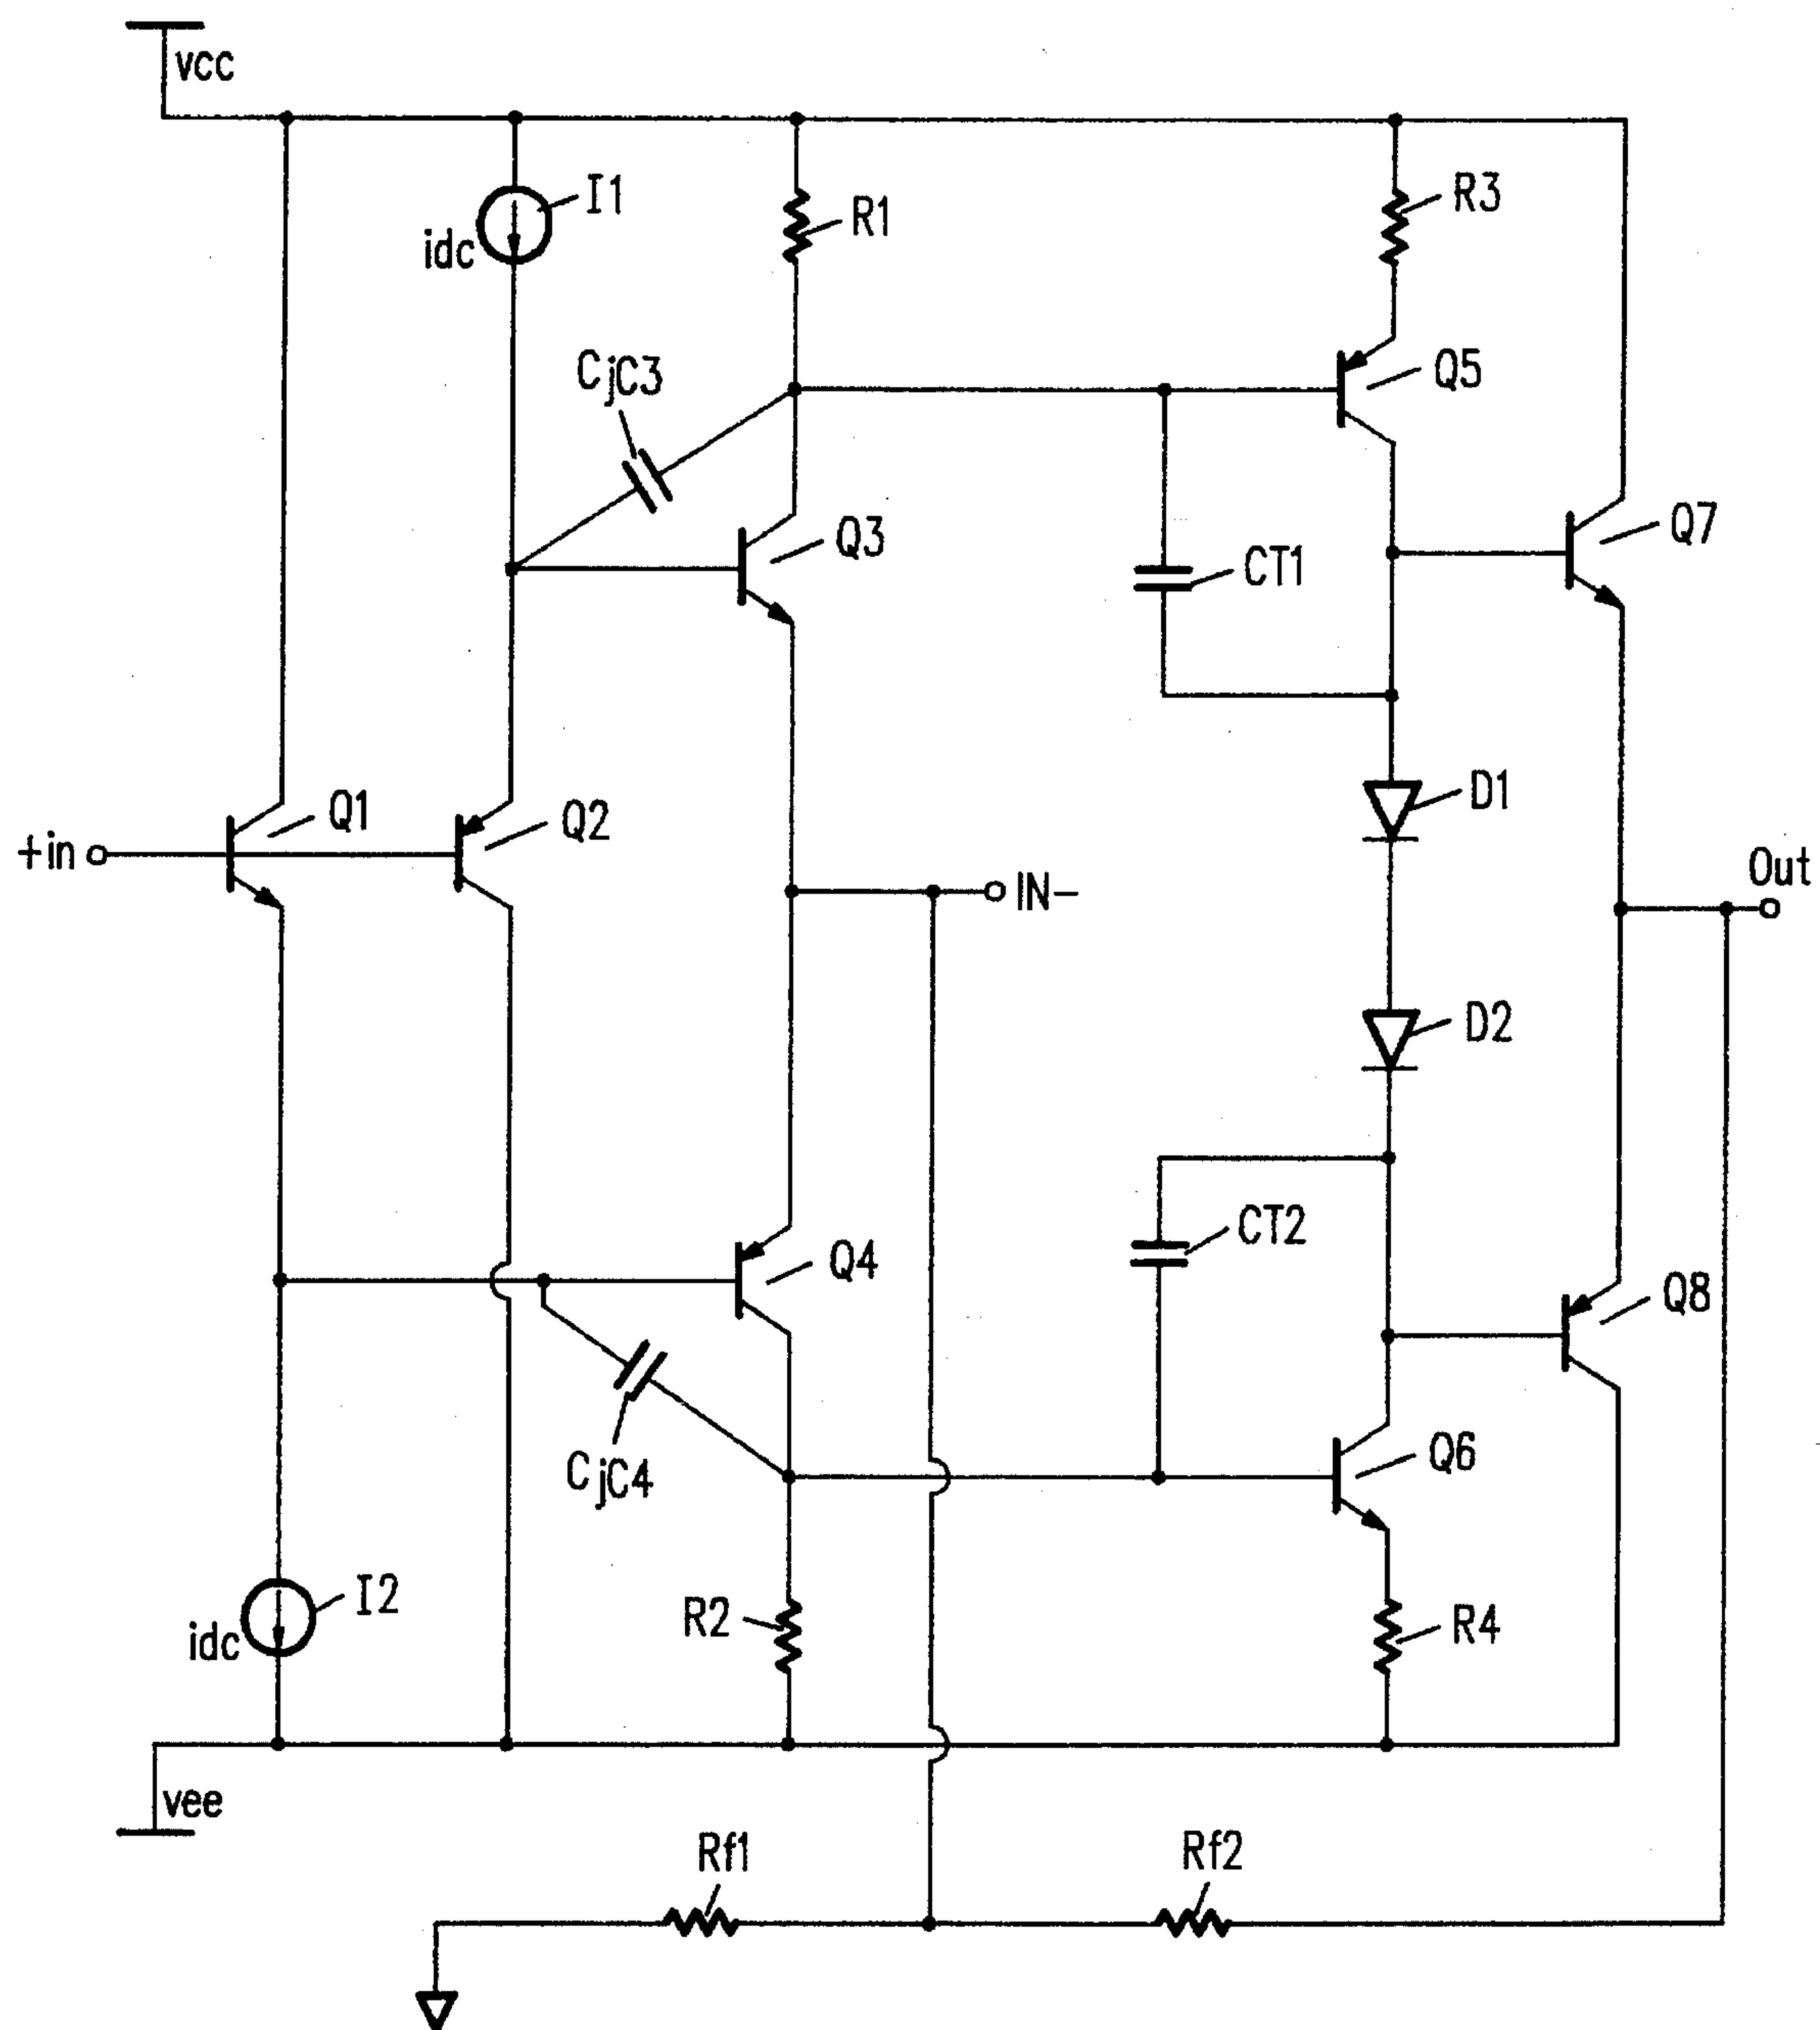 vcc
I1
idc
R1
R3
CjC3
Q5
Q3
Q7
CT1
Q1
Q2
D1
+in
IN-
Out
D2
CT2
Q4
Q8
CjC4
Q6
I2
idc
R2
R4
vee
Rf1
Rf2